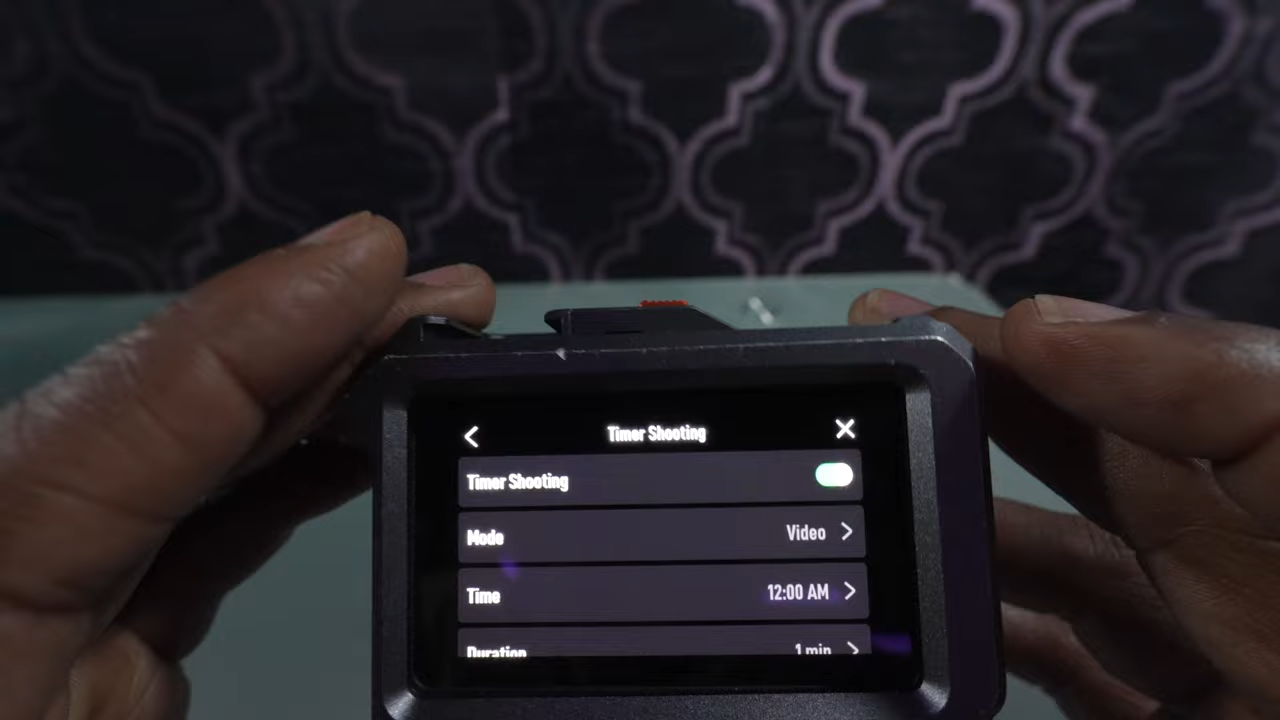 Timer Shooting
Timer Shooting
Mode Video
Time 12:00 AM
Duration 1 min